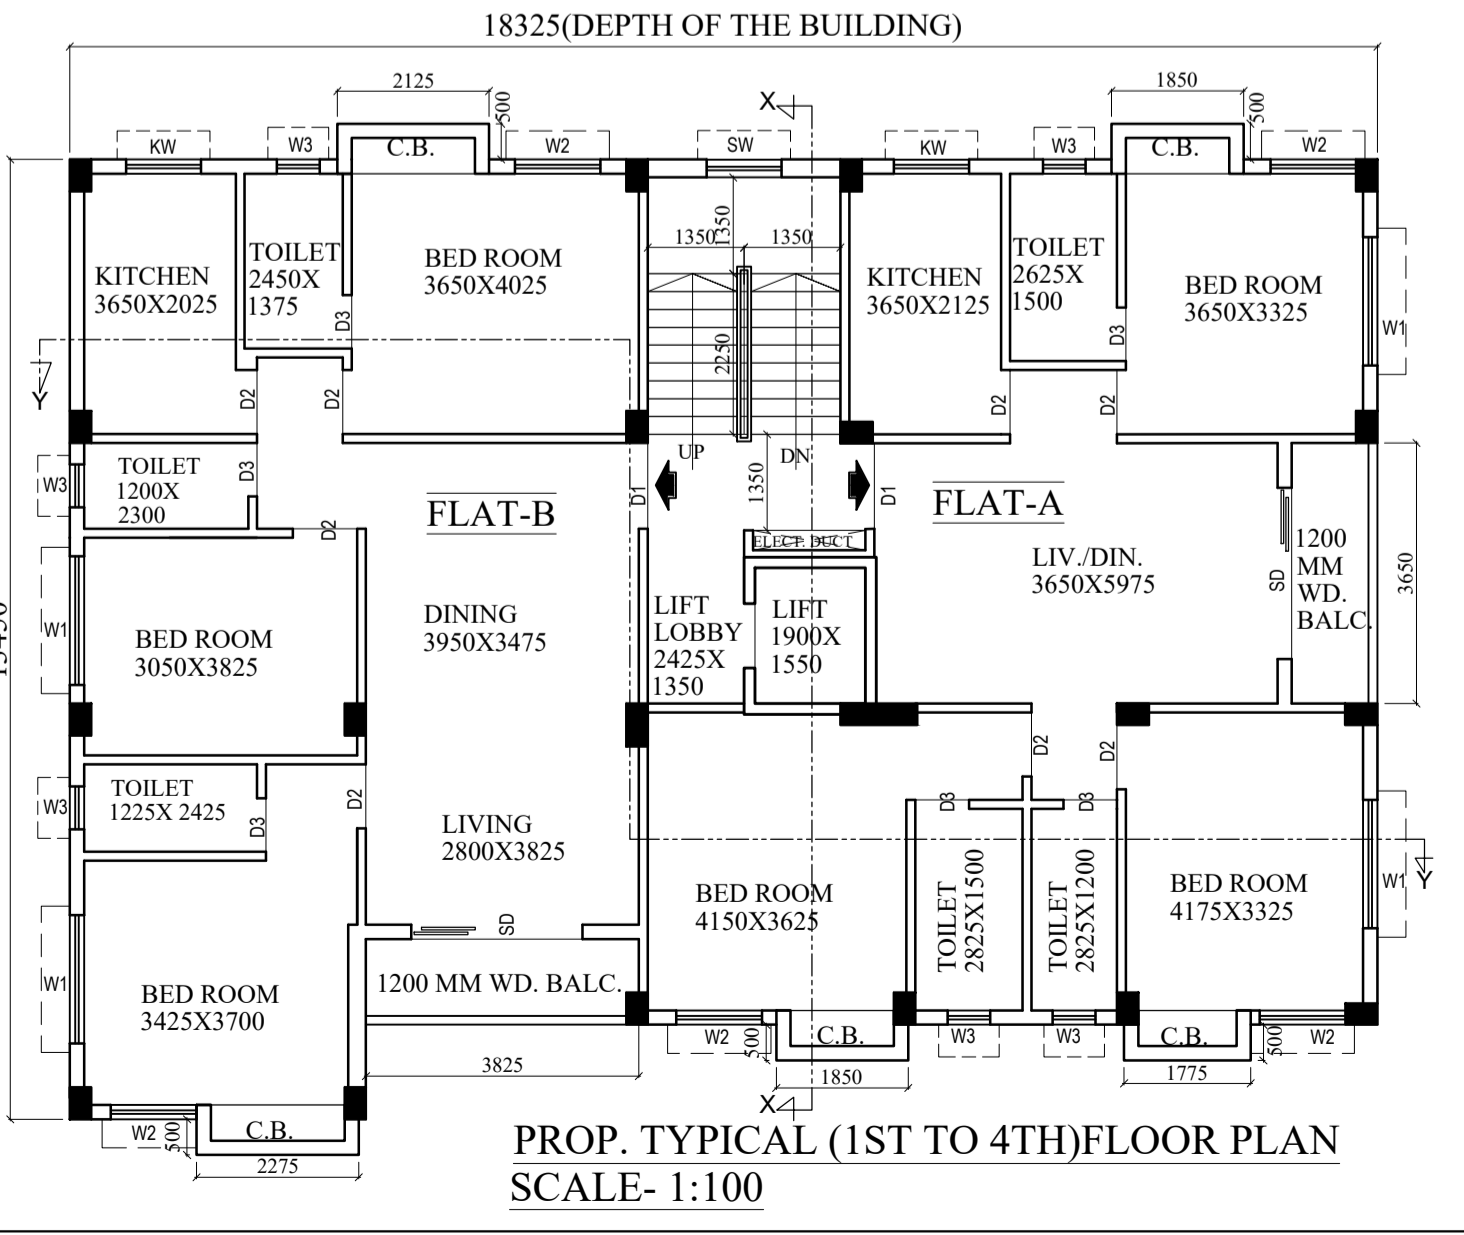 18325(DEPTH OF THE BUILDING)
2125
500
X
1850
500
KW
W3
C.B.
W2
SW
KW
W3
C.B.
W2
1350
1350
1350
KITCHEN
3650X2025
TOILET
2450X
1375
BED ROOM
3650X4025
KITCHEN
3650X2125
TOILET
2625X
1500
BED ROOM
3650X3325
D3
2250
D3
W1
Y
D2
D2
D2
D2
TOILET
1200X
2300
W3
D3
D2
FLAT-B
D1
UP
DN
1350
D1
FLAT-A
ELECT. DUCT
LIV./DIN.
3650X5975
SD
1200
MM
WD.
BALC.
3650
W1
BED ROOM
3050X3825
DINING
3950X3475
LIFT
LOBBY
2425X
1350
LIFT
1900X
1550
D2
D2
TOILET
1225X 2425
W3
D3
D2
LIVING
2800X3825
D3
D3
BED ROOM
4150X3625
TOILET
2825X1500
TOILET
2825X1200
BED ROOM
4175X3325
W1
Y
SD
W1
BED ROOM
3425X3700
1200 MM WD. BALC.
W2
500
C.B.
W3
W3
C.B.
500
W2
3825
1850
1775
X
W2
500
C.B.
2275
PROP. TYPICAL (1ST TO 4TH)FLOOR PLAN
SCALE- 1:100